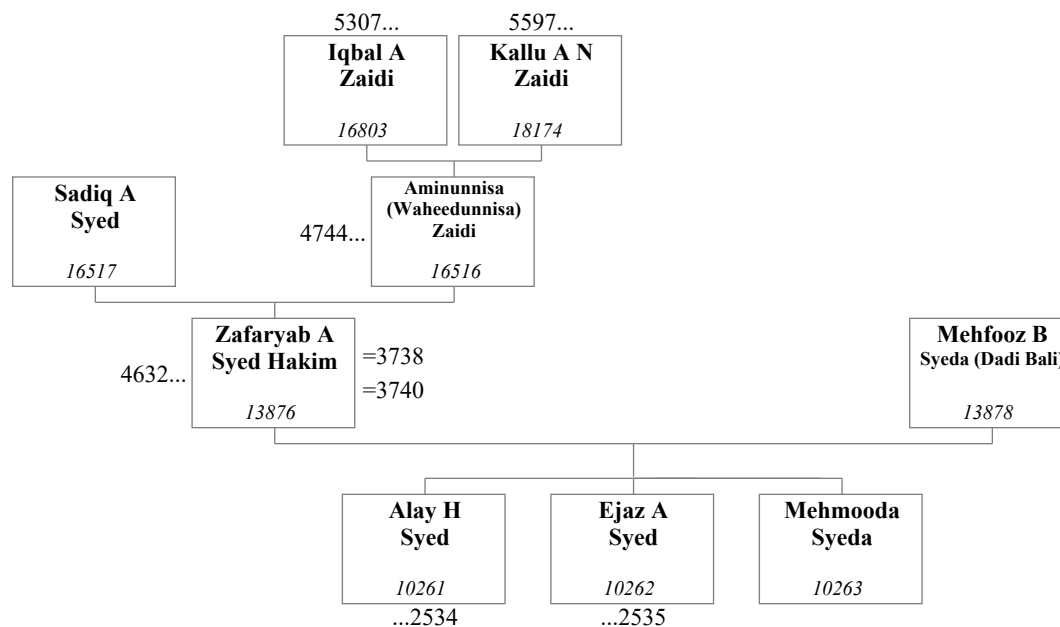 5307...
5597...
Iqbal A
Zaidi
16803
Kallu A N
Zaidi
18174
Sadiq A
Syed
16517
4744...
Aminunnisa
(Waheedunnisa)
Zaidi
16516
4632...
Zafaryab A
Syed Hakim
13876
=3738
=3740
Mehfooz B
Syeda (Dadi Bali)
13878
Alay H
Syed
10261
...2534
Ejaz A
Syed
10262
...2535
Mehmooda
Syeda
10263